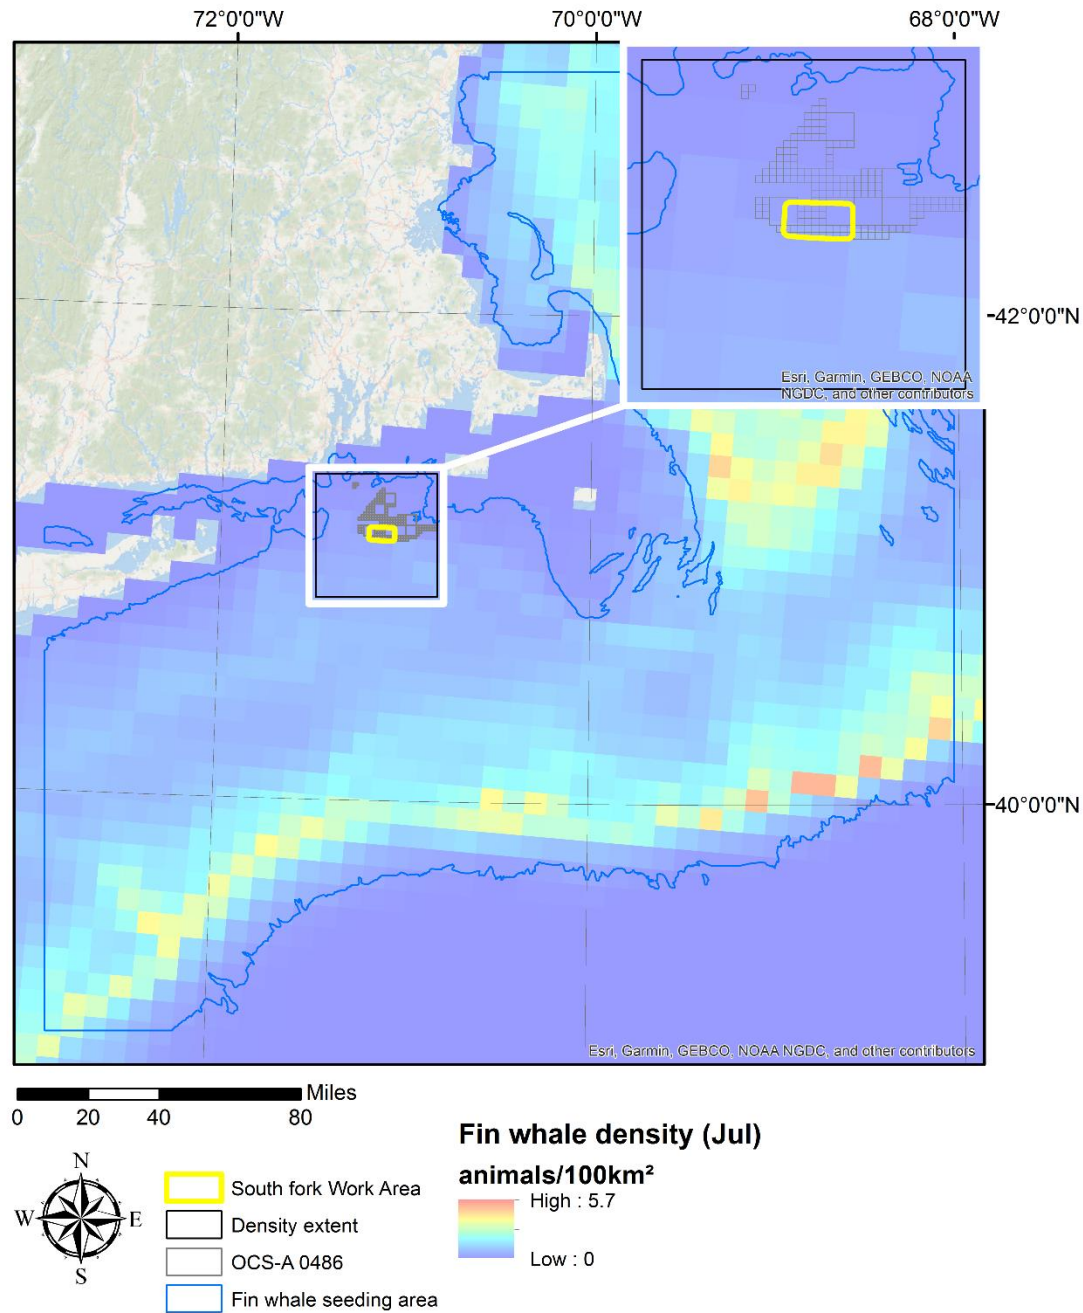 72°0'0"W 70°0'0"W 68°0'0"W
42°0'0"N
Esri, Garmin, GEBCO, NOAA
NGDC, and other contributors
40°0'0"N
Esri, Garmin, GEBCO, NOAA NGDC, and other contributors
Miles
0 20 40 80
N
W E
S
South fork Work Area
Density extent
OCS-A 0486
Fin whale seeding area
Fin whale density (Jul)
animals/100km²
High : 5.7
Low : 0